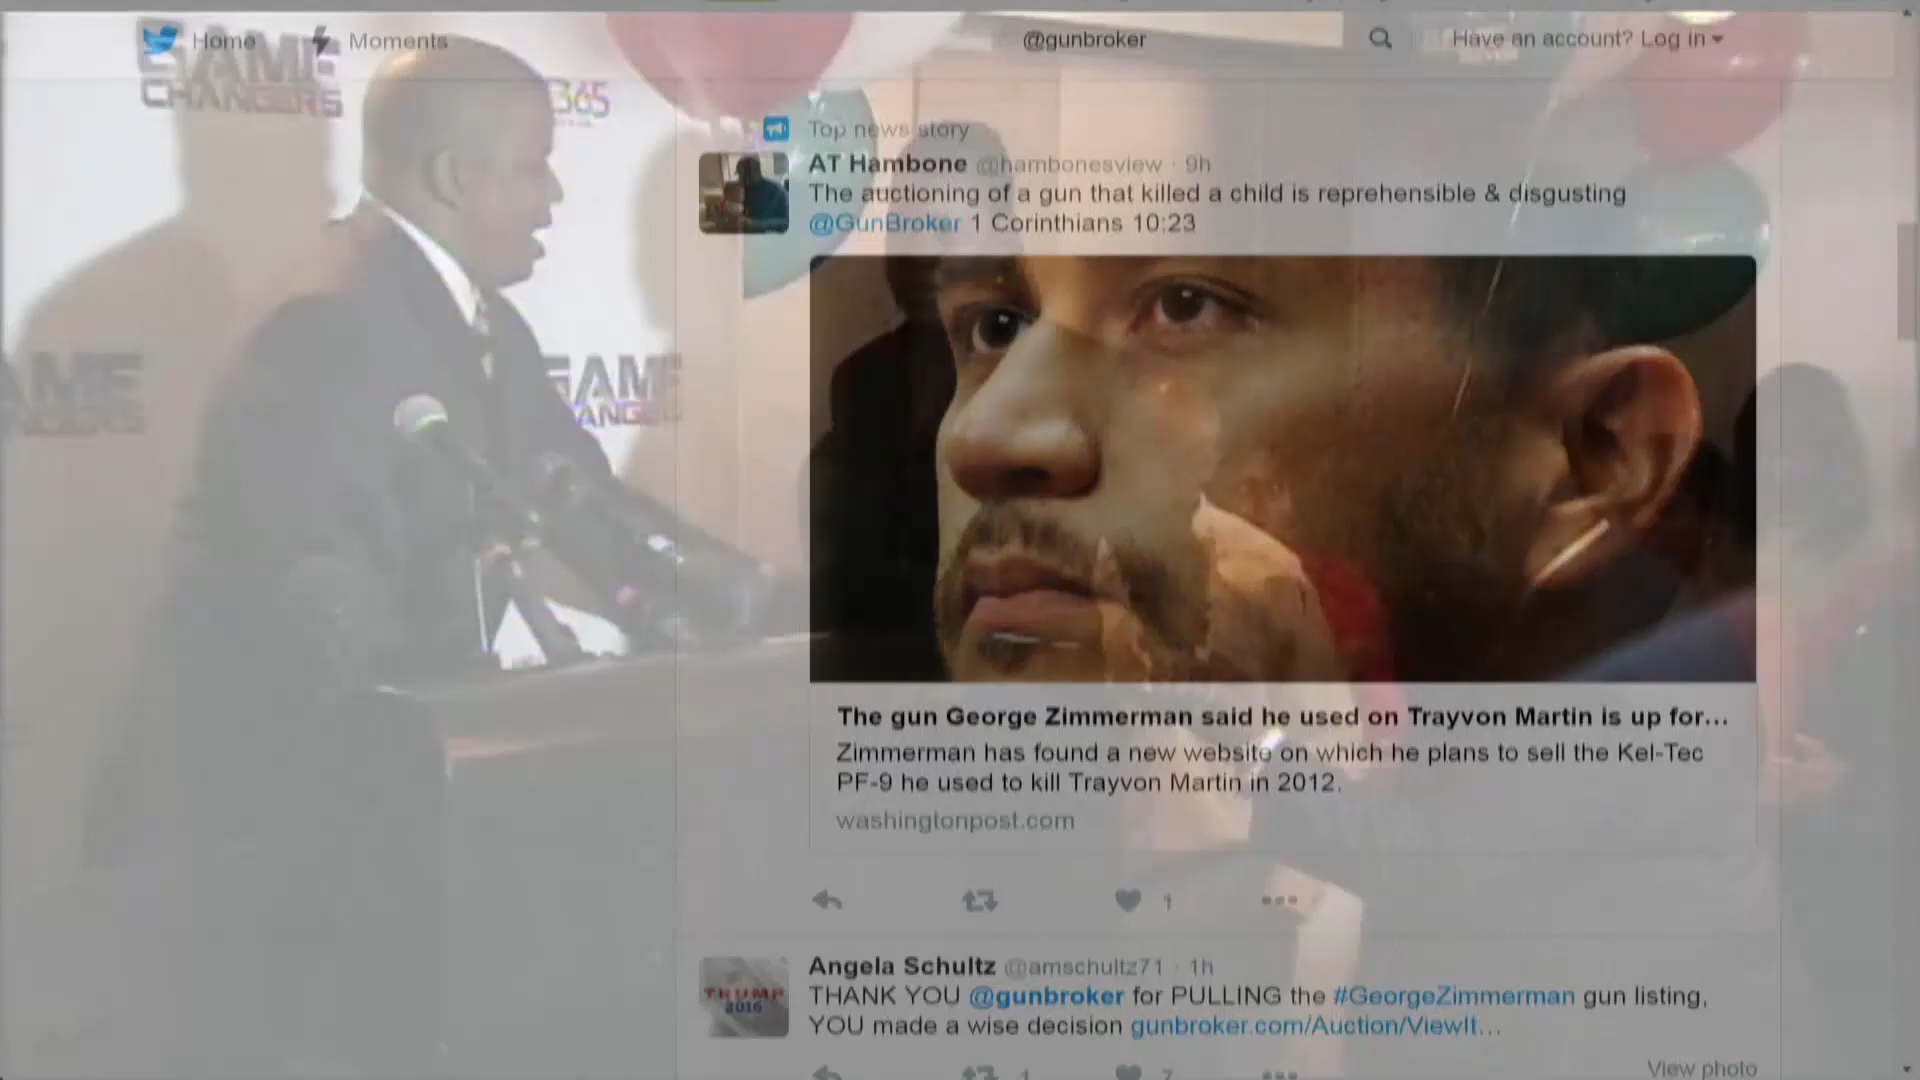 Home
Moments
@gunbroker
Have an account? Log in
GAME
CHANGERS
365
Top news story
AT Hambone @hambonesview · 9h
The auctioning of a gun that killed a child is reprehensible & disgusting
@GunBroker 1 Corinthians 10:23
The gun George Zimmerman said he used on Trayvon Martin is up for...
Zimmerman has found a new website on which he plans to sell the Kel-Tec
PF-9 he used to kill Trayvon Martin in 2012.
washingtonpost.com
1
Angela Schultz @amschultz71 · 1h
TRUMP
2016
THANK YOU @gunbroker for PULLING the #GeorgeZimmerman gun listing,
YOU made a wise decision gunbroker.com/Auction/ViewIt...
1
7
View photo